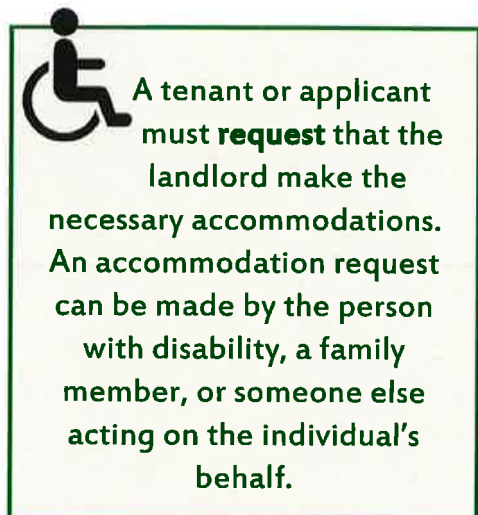 A tenant or applicant
must request that the
landlord make the
necessary accommodations.
An accommodation request
can be made by the person
with disability, a family
member, or someone else
acting on the individual's
behalf.